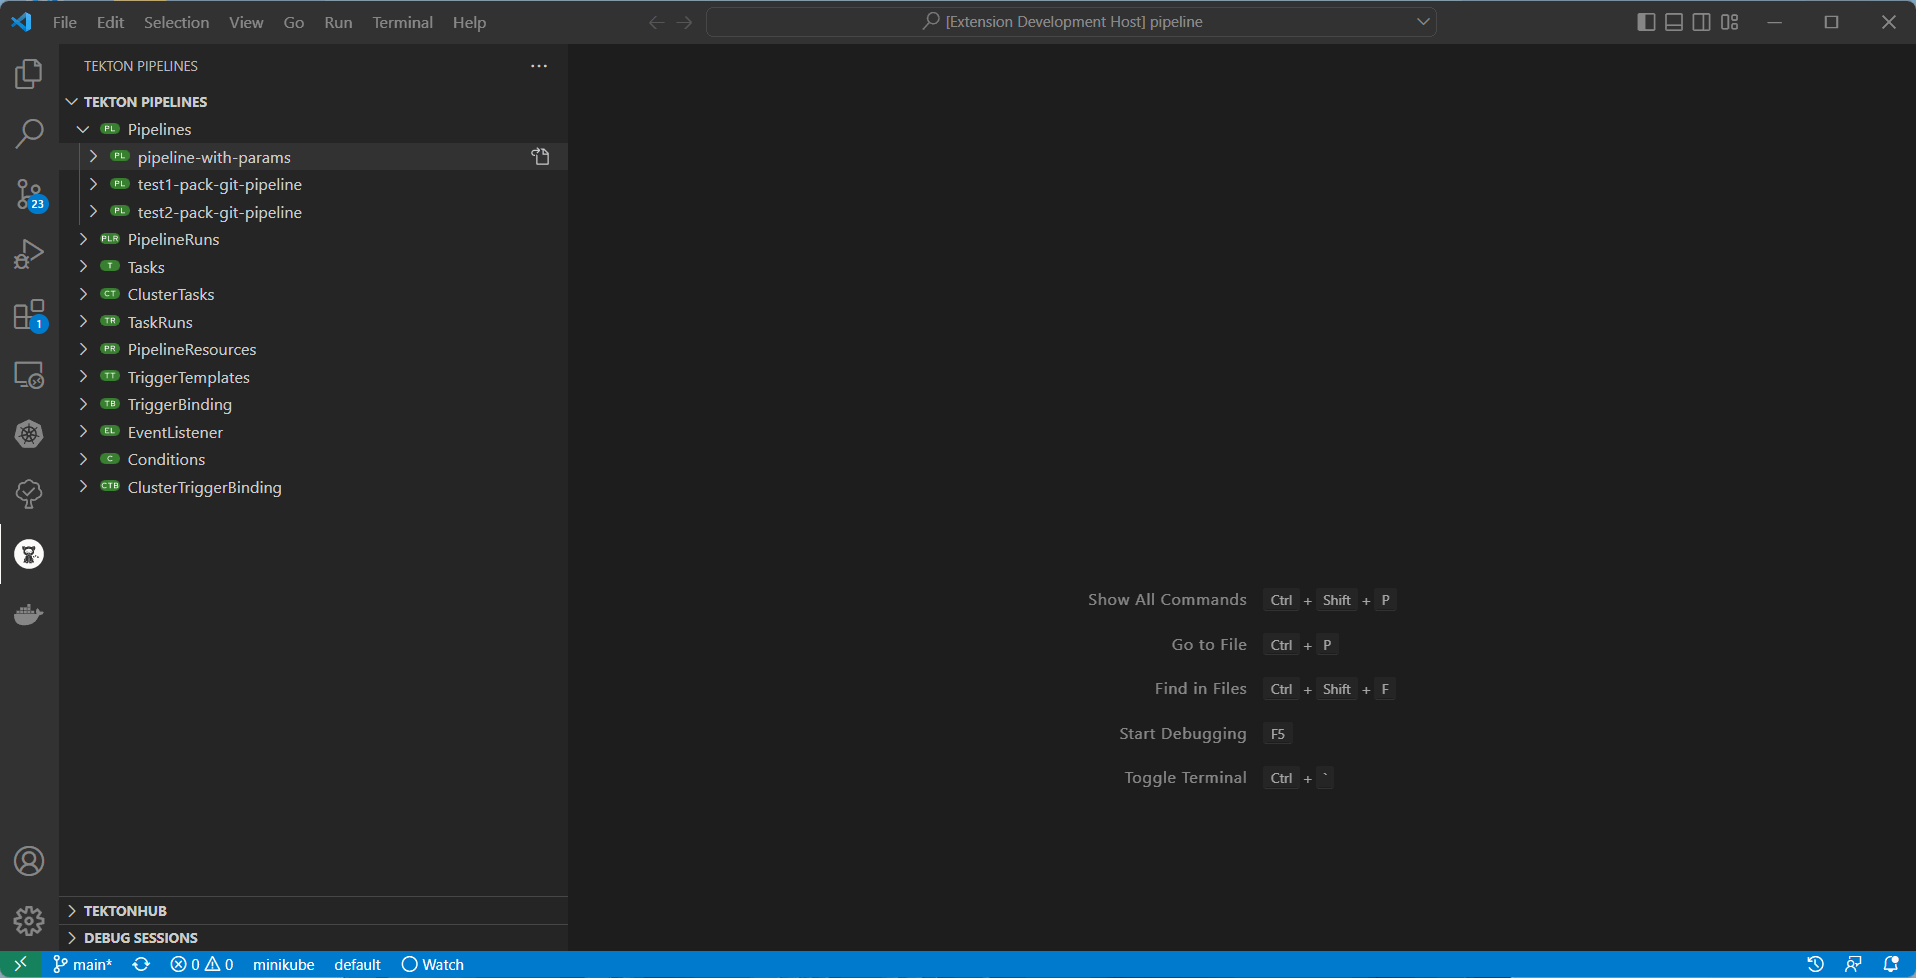 File Edit Selection View Go Run Terminal Help [Extension Development Host] pipeline
TEKTON PIPELINES
TEKTON PIPELINES
PL Pipelines
PL pipeline-with-params
PL test1-pack-git-pipeline
PL test2-pack-git-pipeline
PLR PipelineRuns
T Tasks
CT ClusterTasks
TR TaskRuns
PR PipelineResources
TT TriggerTemplates
TB TriggerBinding
EL EventListener
C Conditions
CTB ClusterTriggerBinding
23
1
Show All Commands Ctrl + Shift + P
Go to File Ctrl + P
Find in Files Ctrl + Shift + F
Start Debugging F5
Toggle Terminal Ctrl + `
TEKTONHUB
DEBUG SESSIONS
main* 0 0 minikube default Watch